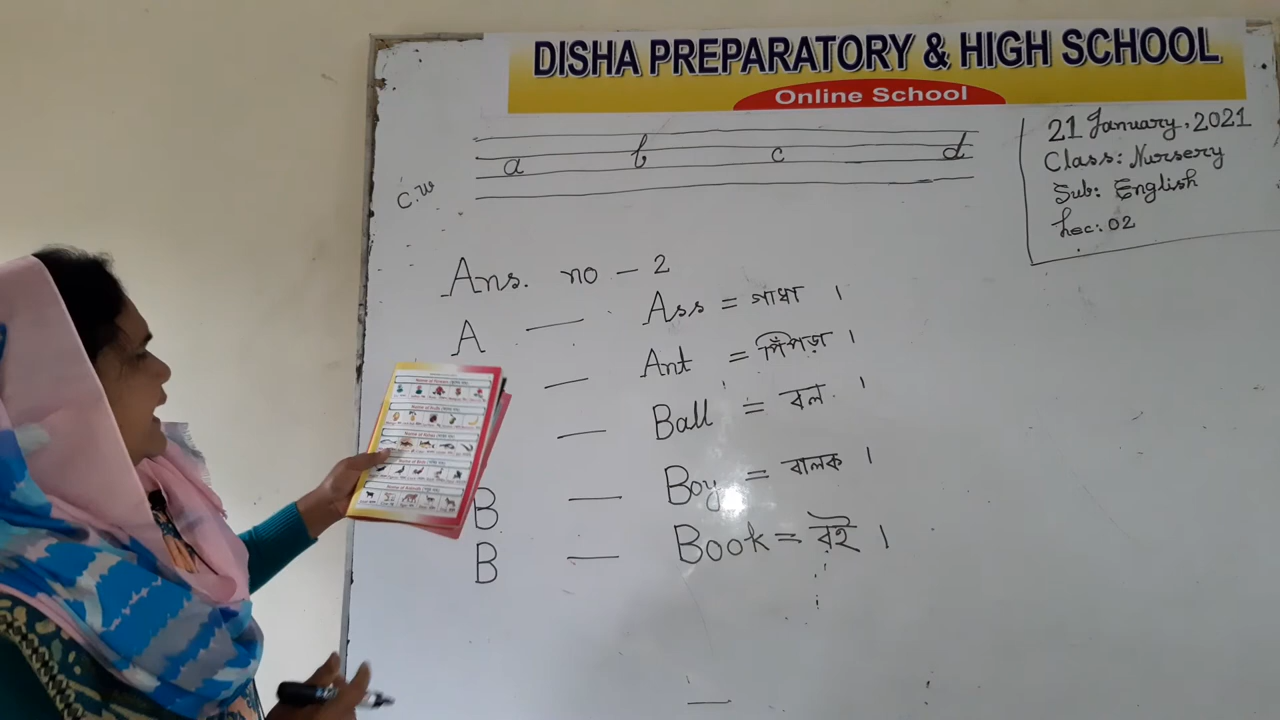 DISHA PREPARATORY & HIGH SCHOOL
Online School
21 January, 2021
Class: Nursery
Sub: English
Lec: 02
a b c d
C.W
Ans. no - 2
A — Ass = গাধা ।
— Ant = পিঁপড়া ।
— Ball = বল ।
B — Boy = বালক ।
B — Book = বই ।